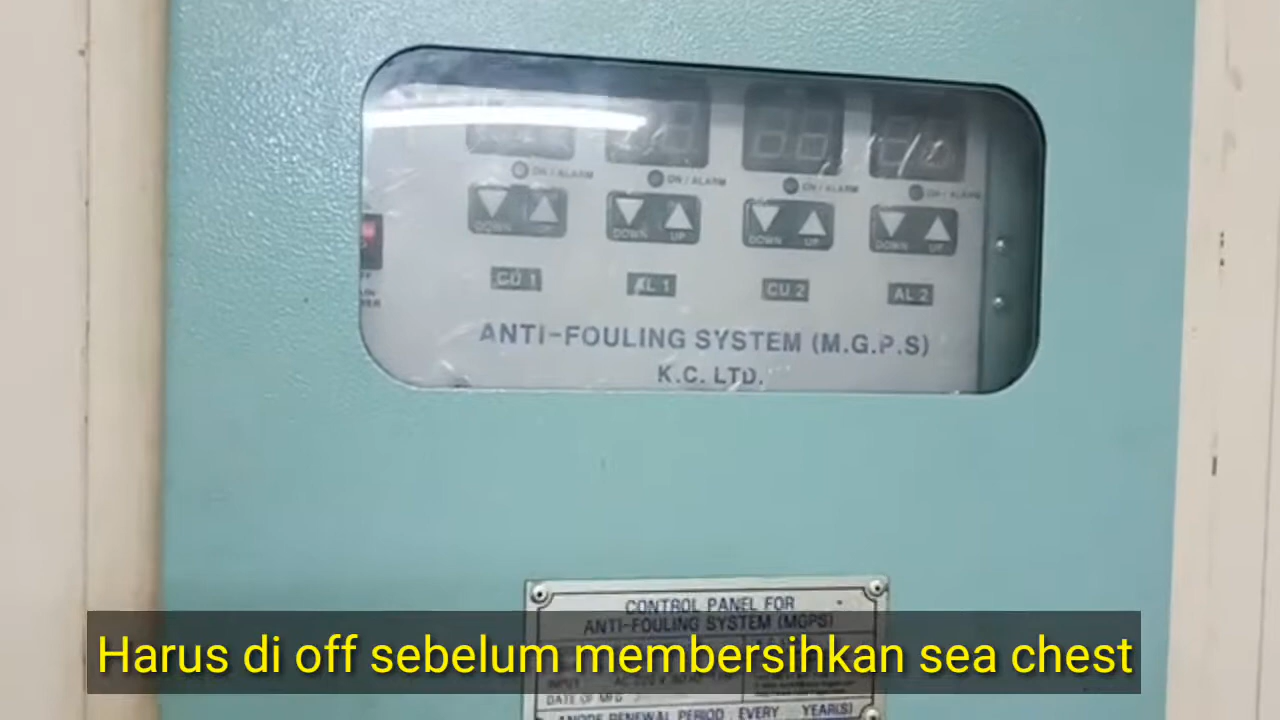 ON / ALARM
ON / ALARM
ON / ALARM
ON / ALARM
DOWN UP
DOWN UP
DOWN UP
DOWN UP
CU 1
AL 1
CU 2
AL 2
ANTI-FOULING SYSTEM (M.G.P.S)
K.C. LTD.
CONTROL PANEL FOR
ANTI-FOULING SYSTEM (MGPS)
Harus di off sebelum membersihkan sea chest
INPUT
DATE OF MFG
ANODE RENEWAL PERIOD : EVERY YEAR(S)